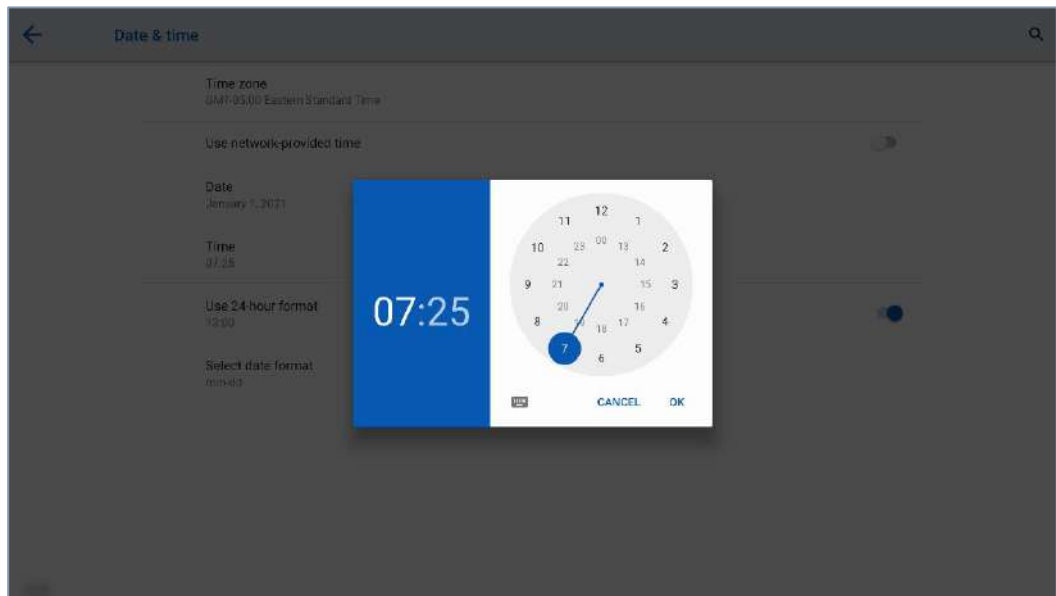 Date & time
Time zone
GMT-05:00 Eastern Standard Time
Use network-provided time
Date
January 1, 2021
Time
07:25
Use 24-hour format
13:00
Select date format
07:25
12
11 1
23 00 13
10 2
22 14
9 21 15 3
20 16
8 4
19 18 17
7 5
6
CANCEL OK